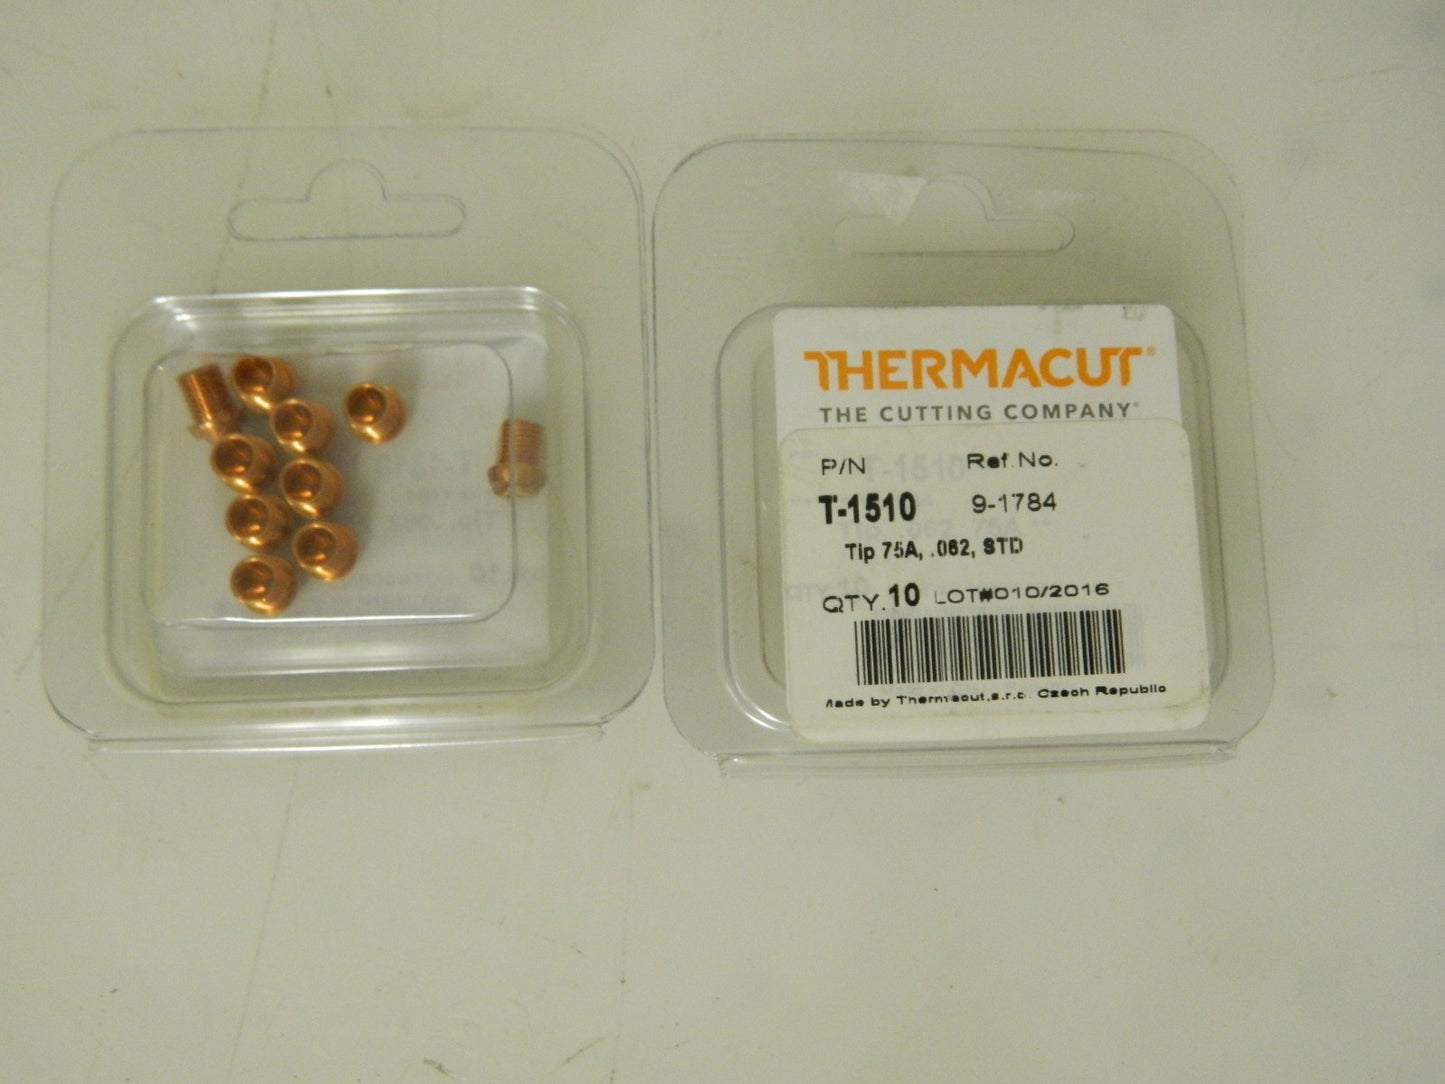 THERMACUT®
THE CUTTING COMPANY®
P/N Ref.No.
T-1510 9-1784
Tip 75A, .062, STD
QTY.10 LOT#010/2016
Made by Thermacut,s.r.o. Czech Republic